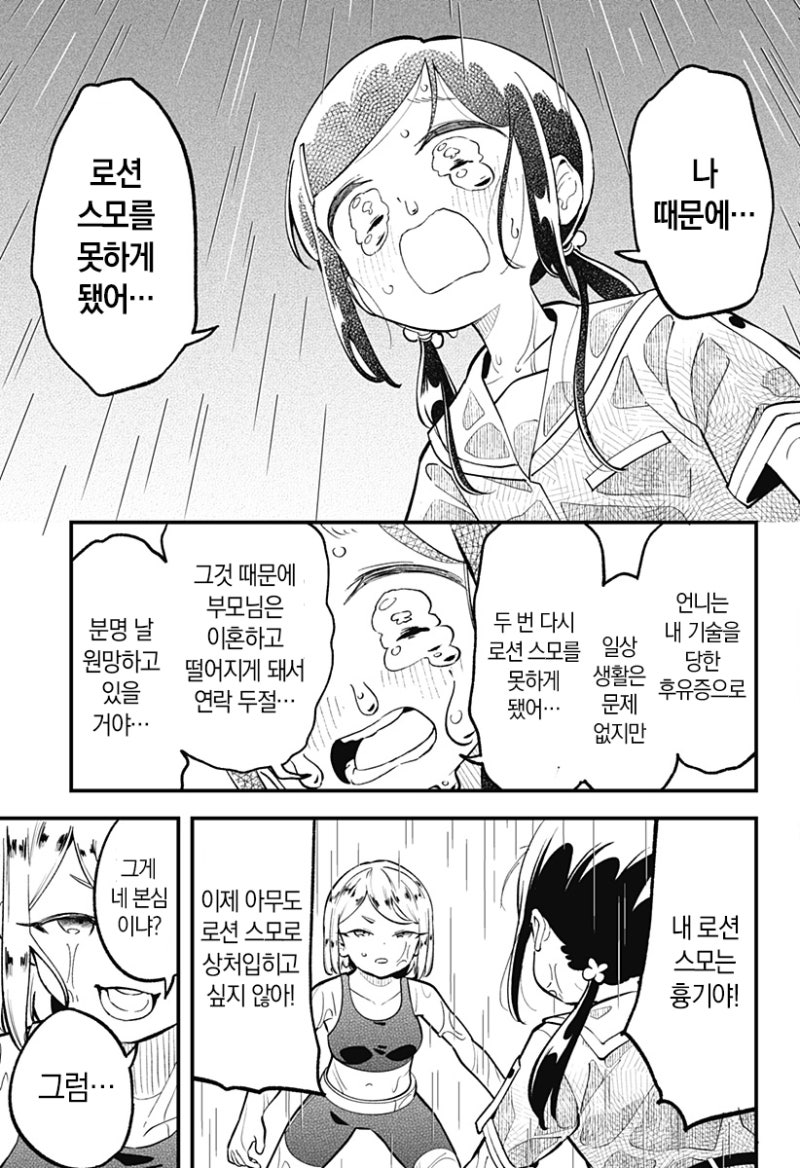 나
때문에…
로션
스모를
못하게
됐어…
언니는
내 기술을
당한
후유증으로
일상
생활은
문제
없지만
두 번 다시
로션 스모를
못하게
됐어…
그것 때문에
부모님은
이혼하고
떨어지게 돼서
연락 두절…
분명 날
원망하고
있을
거야…
내 로션
스모는
흉기야!
이제 아무도
로션 스모로
상처입히고
싶지 않아!
그게
네 본심
이냐?
그럼…